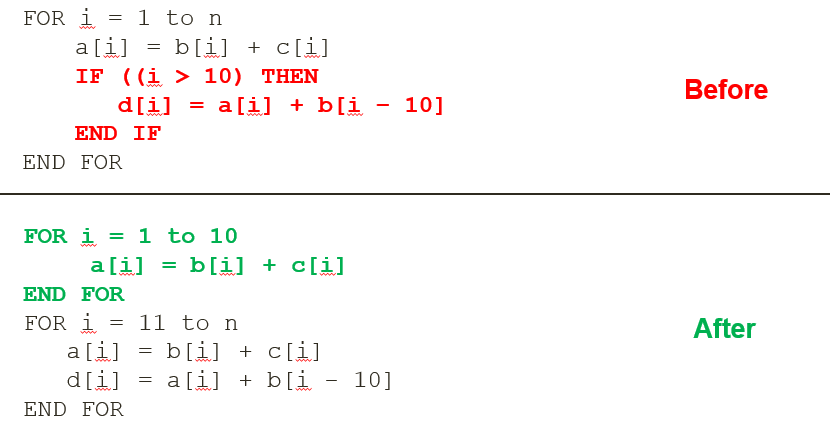 FOR i = 1 to n
a[i] = b[i] + c[i]
IF ((i > 10) THEN
d[i] = a[i] + b[i - 10]
END IF
END FOR
Before
FOR i = 1 to 10
a[i] = b[i] + c[i]
END FOR
FOR i = 11 to n
a[i] = b[i] + c[i]
d[i] = a[i] + b[i - 10]
END FOR
After